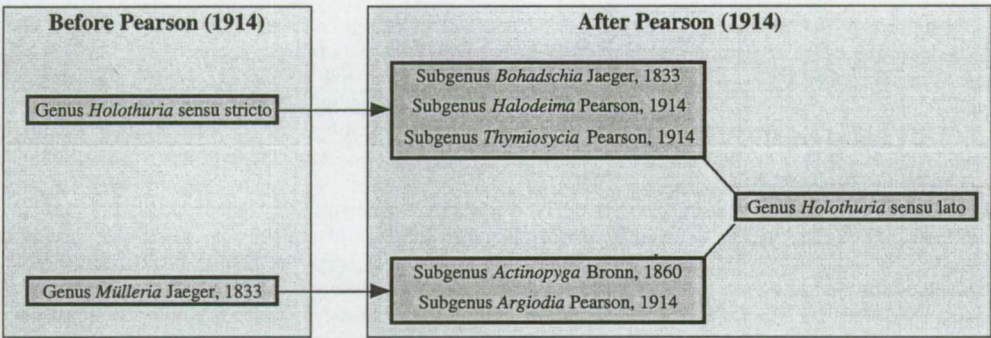 Before Pearson (1914)
Genus Holothuria sensu stricto
Genus Mülleria Jaeger, 1833
After Pearson (1914)
Subgenus Bohadschia Jaeger, 1833
Subgenus Halodeima Pearson, 1914
Subgenus Thymiosycia Pearson, 1914
Genus Holothuria sensu lato
Subgenus Actinopyga Bronn, 1860
Subgenus Argiodia Pearson, 1914